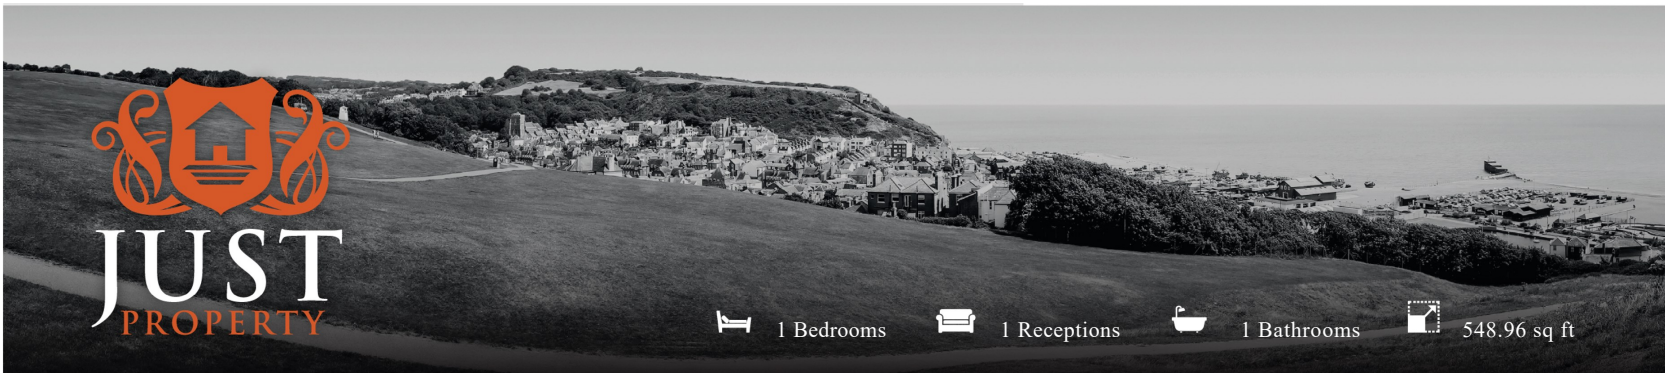 JUST
PROPERTY
1 Bedrooms
1 Receptions
1 Bathrooms
548.96 sq ft